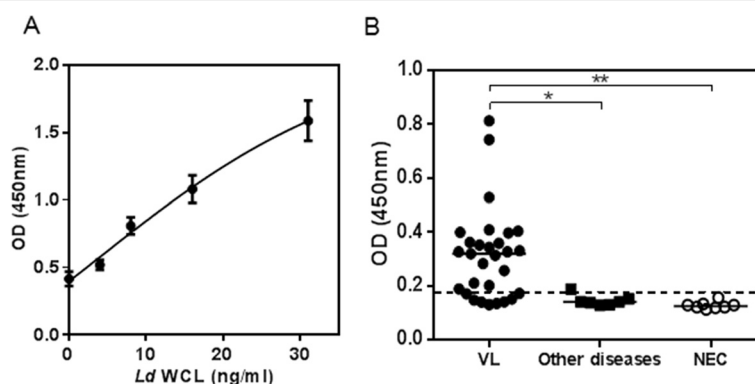 A
B
2.0
1.5
1.0
0.5
0.0
OD (450nm)
0
10
20
30
Ld WCL (ng/ml)
1.0
0.8
0.6
0.4
0.2
0.0
OD (450nm)
**
*
VL
Other diseases
NEC